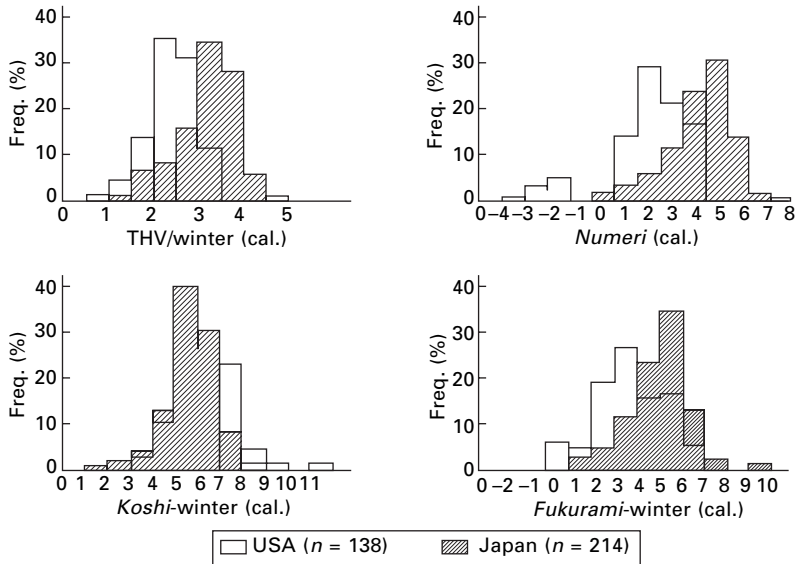 40
30
20
10
0
Freq. (%)
0 1 2 3 4 5
THV/winter (cal.)
40
30
20
10
0
Freq. (%)
0 –4 –3 –2 –1 0 1 2 3 4 5 6 7 8
Numeri (cal.)
40
30
20
10
0
Freq. (%)
0 1 2 3 4 5 6 7 8 9 10 11
Koshi-winter (cal.)
40
30
20
10
0
Freq. (%)
0 –2 –1 0 1 2 3 4 5 6 7 8 9 10
Fukurami-winter (cal.)
USA (n = 138) Japan (n = 214)